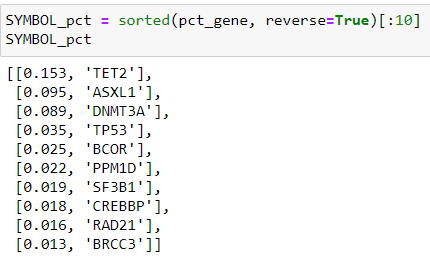 SYMBOL_pct = sorted(pct_gene, reverse=True)[:10]
SYMBOL_pct
[[0.153, 'TET2'],
 [0.095, 'ASXL1'],
 [0.089, 'DNMT3A'],
 [0.035, 'TP53'],
 [0.025, 'BCOR'],
 [0.022, 'PPM1D'],
 [0.019, 'SF3B1'],
 [0.018, 'CREBBP'],
 [0.016, 'RAD21'],
 [0.013, 'BRCC3']]